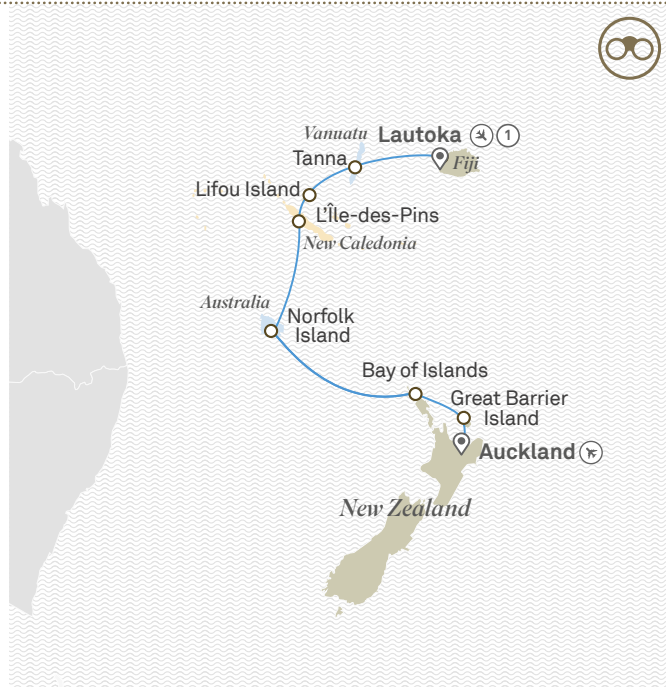 Vanuatu
Lautoka 1
Tanna
Fiji
Lifou Island
L'Île-des-Pins
New Caledonia
Australia
Norfolk
Island
Bay of Islands
Great Barrier
Island
Auckland
New Zealand